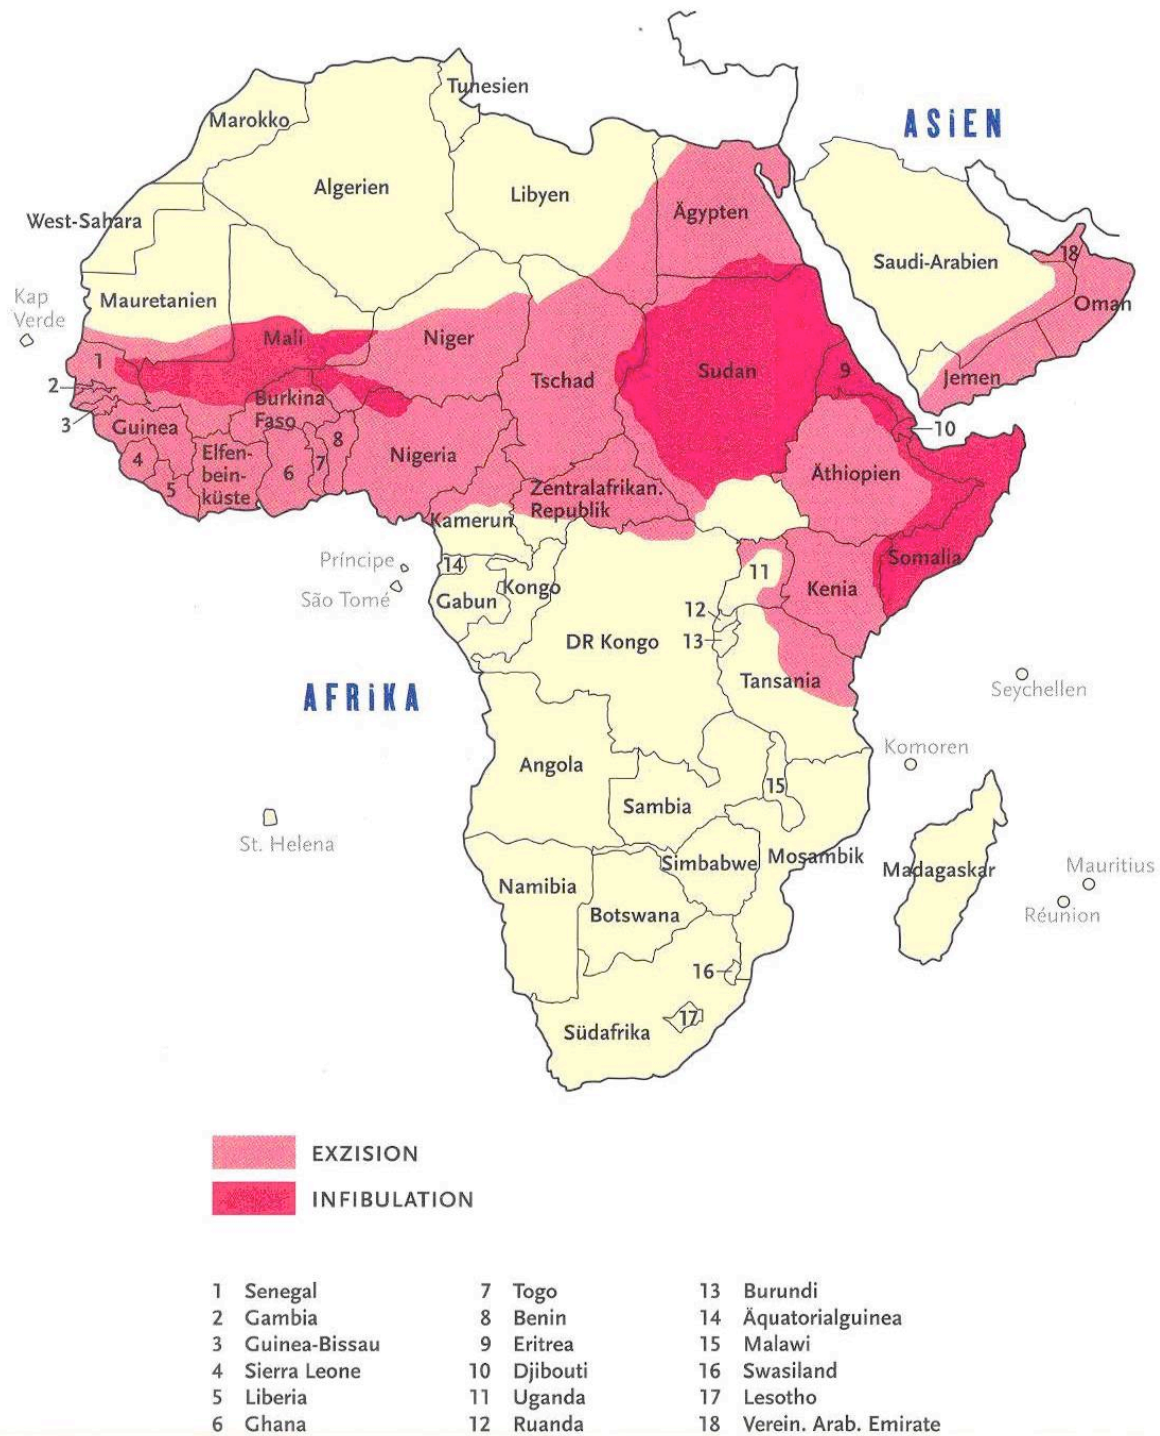 Tunesien
Marokko
ASiEN
Algerien
Libyen
Ägypten
West-Sahara
Saudi-Arabien
18
Kap
Verde
Mauretanien
Oman
Mali
Niger
1
Tschad
Sudan
9
Jemen
2
Burkina
Faso
3
Guinea
10
8
4
Elfen-
bein-
küste
6
7
Nigeria
Äthiopien
5
Zentralafrikan.
Republik
Kamerun
Somalia
Príncipe
14
11
Kenia
São Tomé
Gabun
Kongo
12
13
DR Kongo
Tansania
AFRiKA
Seychellen
Komoren
Angola
15
Sambia
St. Helena
Simbabwe
Mosambik
Madagaskar
Mauritius
Namibia
Botswana
Réunion
16
17
Südafrika
EXZISION
INFIBULATION
1 Senegal
2 Gambia
3 Guinea-Bissau
4 Sierra Leone
5 Liberia
6 Ghana
7 Togo
8 Benin
9 Eritrea
10 Djibouti
11 Uganda
12 Ruanda
13 Burundi
14 Äquatorialguinea
15 Malawi
16 Swasiland
17 Lesotho
18 Verein. Arab. Emirate